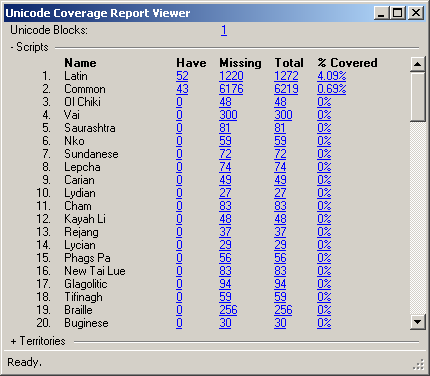 Unicode Coverage Report Viewer
Unicode Blocks: 1
- Scripts
Name Have Missing Total % Covered
1. Latin 52 1220 1272 4.09%
2. Common 43 6176 6219 0.69%
3. Ol Chiki 0 48 48 0%
4. Vai 0 300 300 0%
5. Saurashtra 0 81 81 0%
6. Nko 0 59 59 0%
7. Sundanese 0 72 72 0%
8. Lepcha 0 74 74 0%
9. Carian 0 49 49 0%
10. Lydian 0 27 27 0%
11. Cham 0 83 83 0%
12. Kayah Li 0 48 48 0%
13. Rejang 0 37 37 0%
14. Lycian 0 29 29 0%
15. Phags Pa 0 56 56 0%
16. New Tai Lue 0 83 83 0%
17. Glagolitic 0 94 94 0%
18. Tifinagh 0 59 59 0%
19. Braille 0 256 256 0%
20. Buginese 0 30 30 0%
+ Territories
Ready.